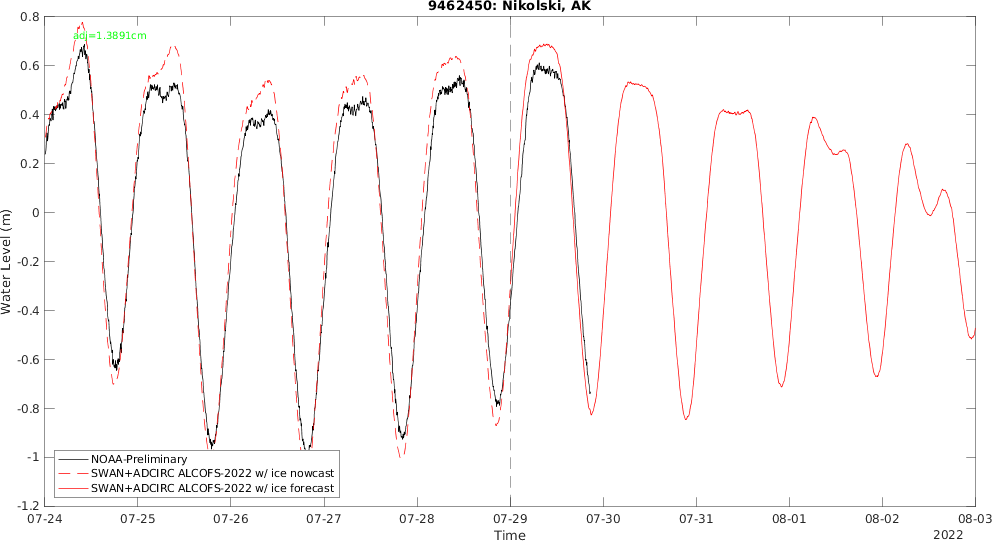 9462450: Nikolski, AK
adj=1.3891cm
0.8
0.6
0.4
0.2
0
-0.2
-0.4
-0.6
-0.8
-1
-1.2
Water Level (m)
NOAA-Preliminary
SWAN+ADCIRC ALCOFS-2022 w/ ice nowcast
SWAN+ADCIRC ALCOFS-2022 w/ ice forecast
07-24 07-25 07-26 07-27 07-28 07-29 07-30 07-31 08-01 08-02 08-03
Time
2022